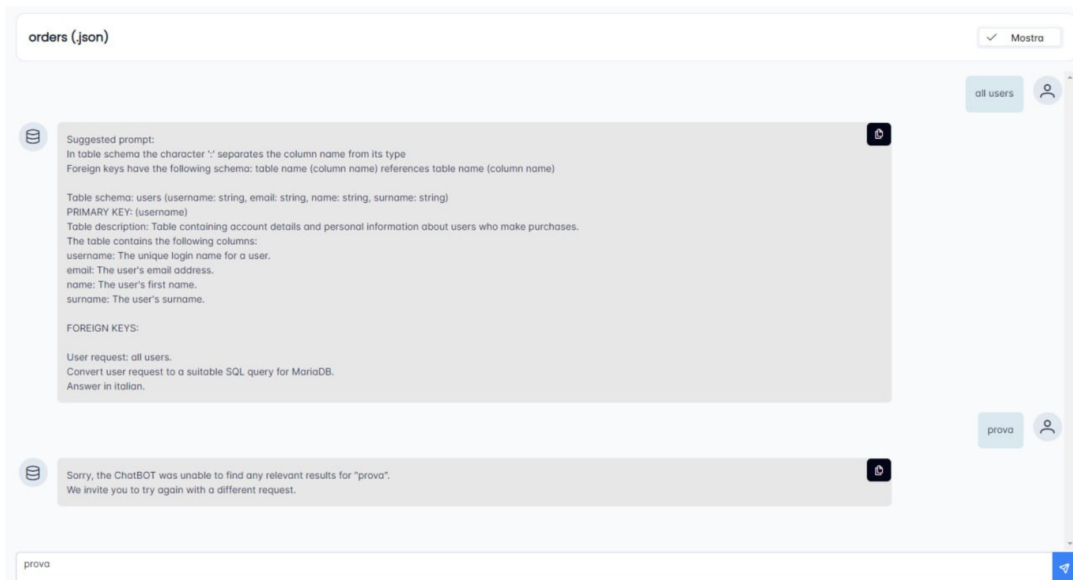 orders (.json)
Mostra
all users
Suggested prompt:
In table schema the character ':' separates the column name from its type
Foreign keys have the following schema: table name (column name) references table name (column name)
Table schema: users (username: string, email: string, name: string, surname: string)
PRIMARY KEY: (username)
Table description: Table containing account details and personal information about users who make purchases.
The table contains the following columns:
username: The unique login name for a user.
email: The user's email address.
name: The user's first name.
surname: The user's surname.
FOREIGN KEYS:
User request: all users.
Convert user request to a suitable SQL query for MariaDB.
Answer in italian.
prova
Sorry, the ChatBOT was unable to find any relevant results for "prova".
We invite you to try again with a different request.
prova